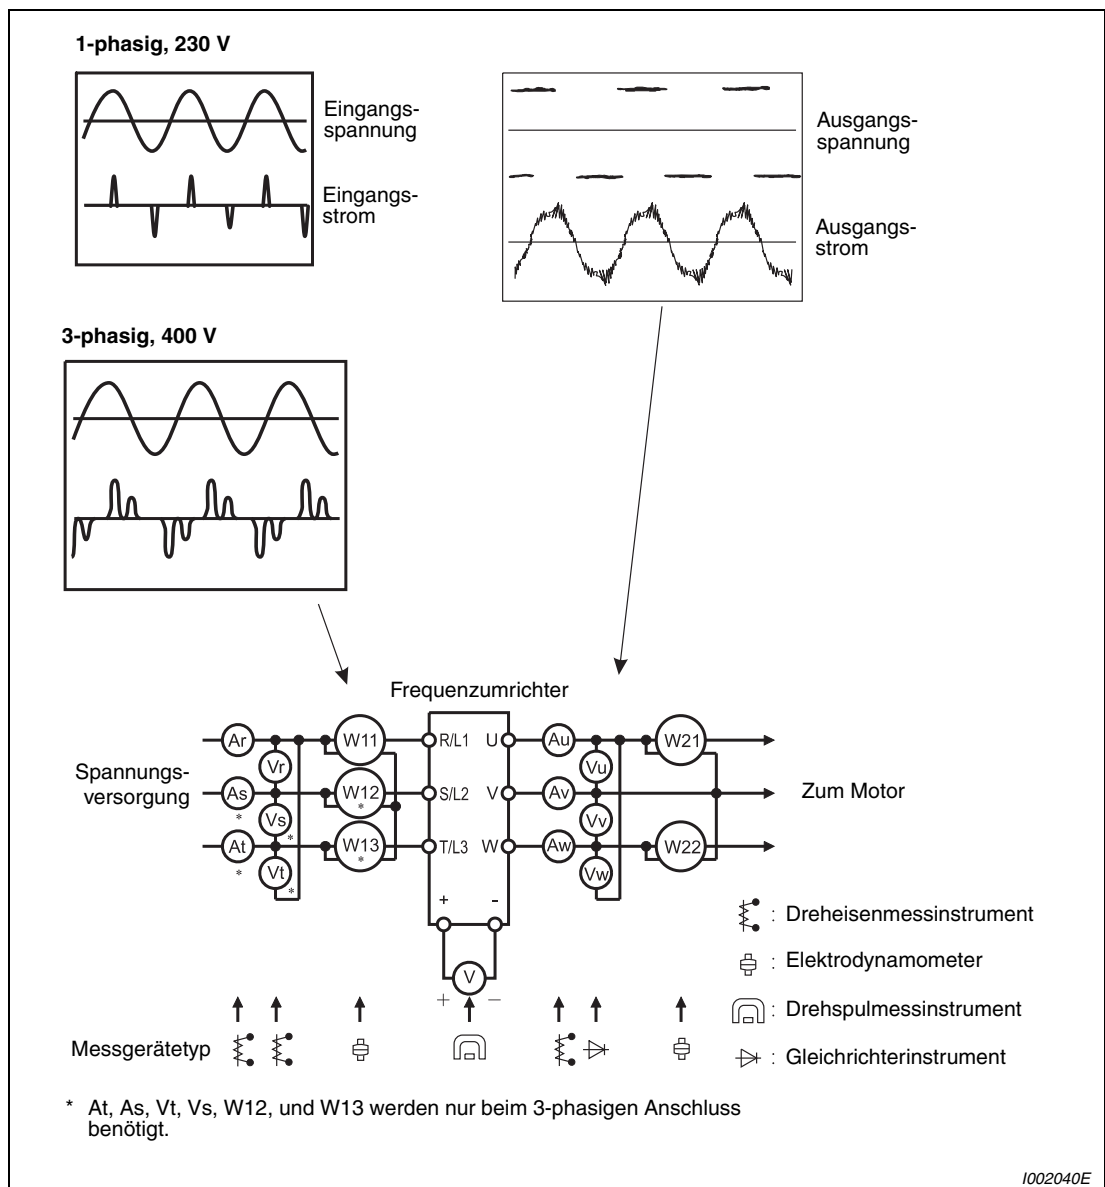 1-phasig, 230 V
Eingangs-
spannung
Eingangs-
strom
Ausgangs-
spannung
Ausgangs-
strom
3-phasig, 400 V
Frequenzumrichter
Spannungs-
versorgung
Ar
Vr
As
*
Vs
*
At
*
Vt
*
W11
W12
*
W13
*
R/L1
S/L2
T/L3
U
V
W
+
-
V
+
−
Au
Vu
Av
Vv
Aw
Vw
W21
W22
Zum Motor
: Dreheisenmessinstrument
: Elektrodynamometer
: Drehspulmessinstrument
: Gleichrichterinstrument
Messgerätetyp
* At, As, Vt, Vs, W12, und W13 werden nur beim 3-phasigen Anschluss
benötigt.
I002040E